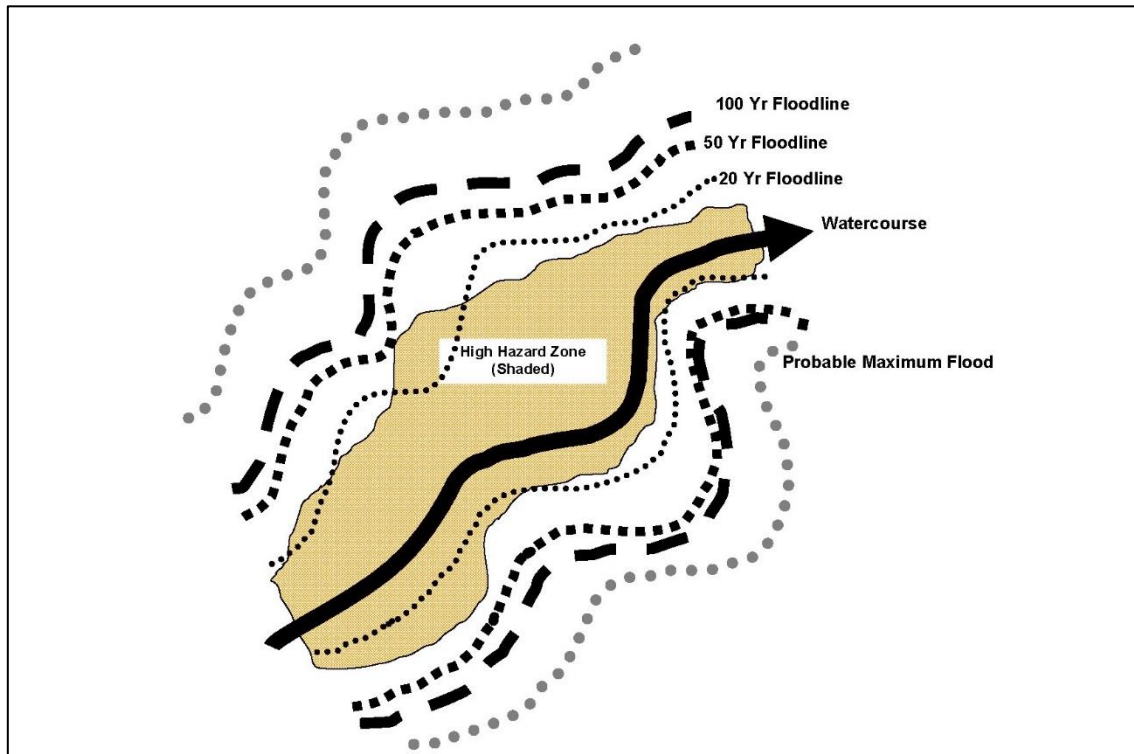 100 Yr Floodline
50 Yr Floodline
20 Yr Floodline
Watercourse
High Hazard Zone
(Shaded)
Probable Maximum Flood